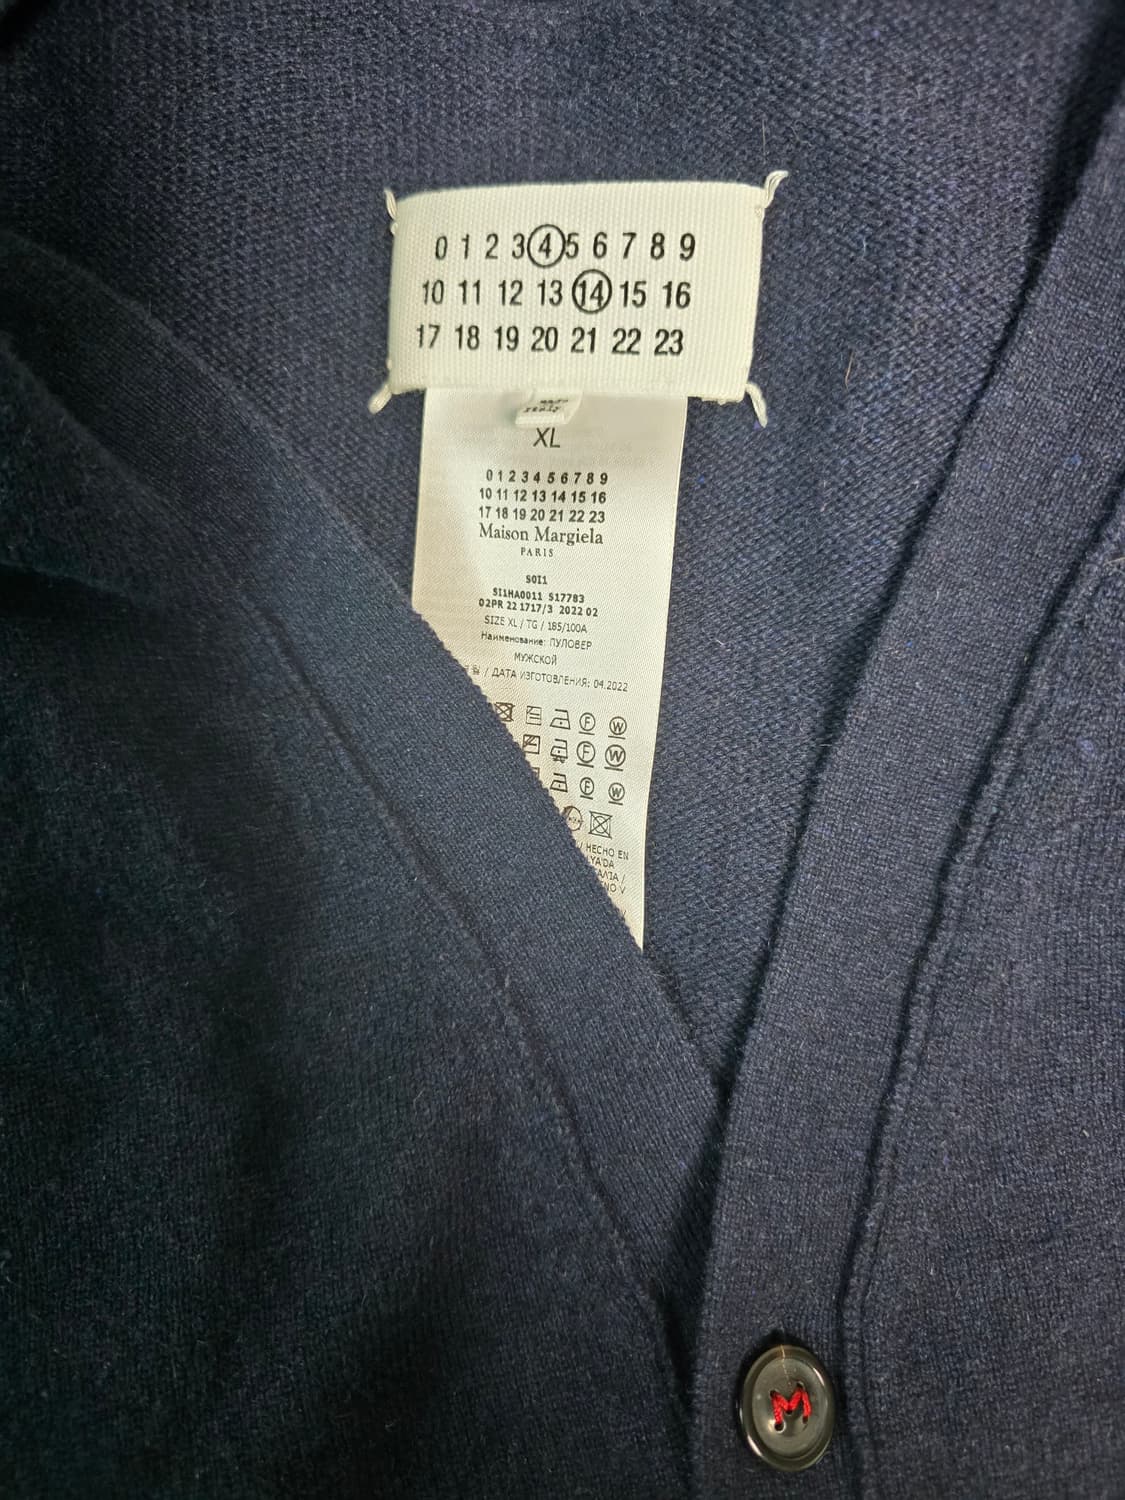 0 1 2 3 4 5 6 7 8 9
10 11 12 13 14 15 16
17 18 19 20 21 22 23
XL
0 1 2 3 4 5 6 7 8 9
10 11 12 13 14 15 16
17 18 19 20 21 22 23
Maison Margiela
PARIS
S0I1
SI1HA0011 S17783
02PR 22 1717/3 2022 02
SIZE XL / TG / 185/100A
Наименование: ПУЛОВЕР
МУЖСКОЙ
/ ДАТА ИЗГОТОВЛЕНИЯ: 04.2022
F W
F W
F W
/ HECHO EN
M